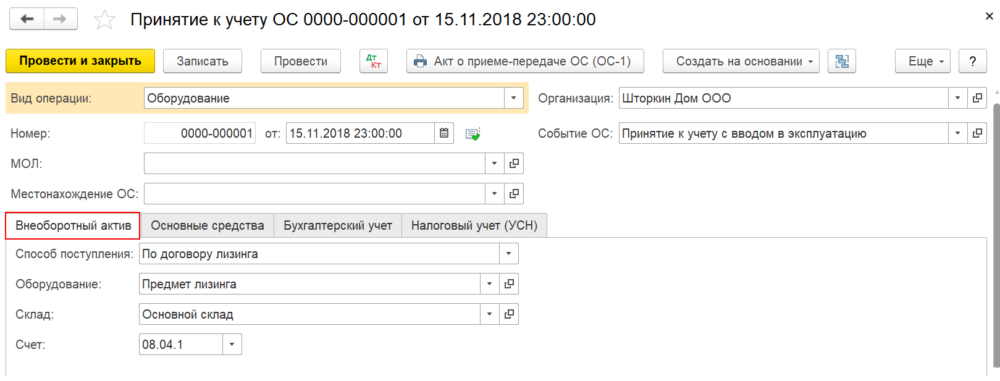 Принятие к учету ОС 0000-000001 от 15.11.2018 23:00:00
Провести и закрыть Записать Провести Дт Кт Акт о приеме-передаче ОС (ОС-1) Создать на основании Еще ?
Вид операции: Оборудование Организация: Шторкин Дом ООО
Номер: 0000-000001 от: 15.11.2018 23:00:00 Событие ОС: Принятие к учету с вводом в эксплуатацию
МОЛ:
Местонахождение ОС:
Внеоборотный актив Основные средства Бухгалтерский учет Налоговый учет (УСН)
Способ поступления: По договору лизинга
Оборудование: Предмет лизинга
Склад: Основной склад
Счет: 08.04.1